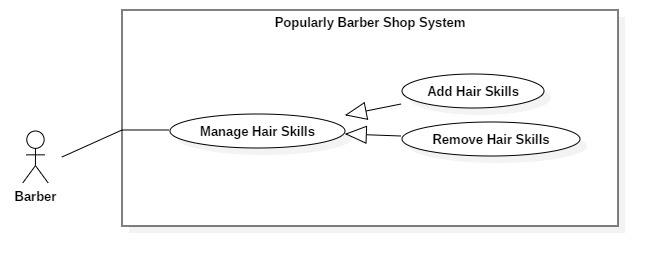 Popularly Barber Shop System
Add Hair Skills
Manage Hair Skills
Remove Hair Skills
Barber